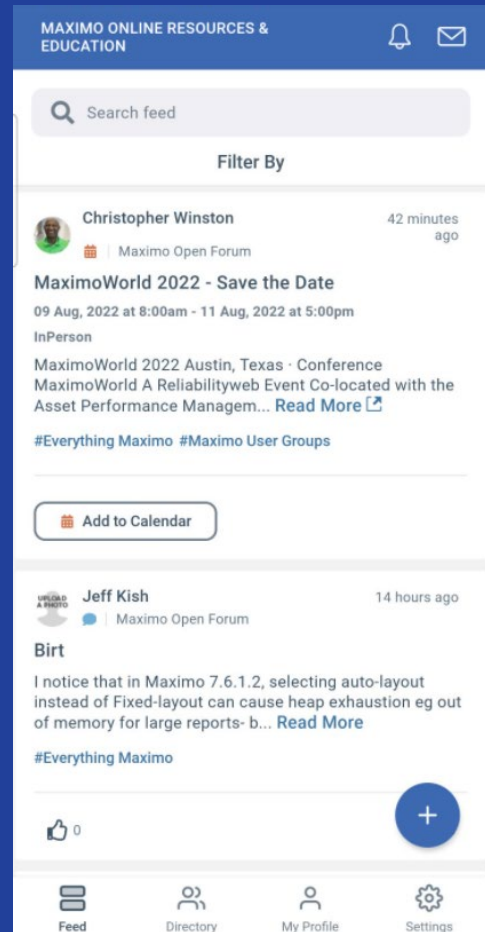 MAXIMO ONLINE RESOURCES &
EDUCATION
Search feed
Filter By
Christopher Winston
42 minutes
ago
Maximo Open Forum
MaximoWorld 2022 - Save the Date
09 Aug, 2022 at 8:00am - 11 Aug, 2022 at 5:00pm
InPerson
MaximoWorld 2022 Austin, Texas · Conference
MaximoWorld A Reliabilityweb Event Co-located with the
Asset Performance Managem... Read More
#Everything Maximo #Maximo User Groups
Add to Calendar
UPLOAD
A PHOTO
Jeff Kish
14 hours ago
Maximo Open Forum
Birt
I notice that in Maximo 7.6.1.2, selecting auto-layout
instead of Fixed-layout can cause heap exhaustion eg out
of memory for large reports- b... Read More
#Everything Maximo
0
+
Feed Directory My Profile Settings